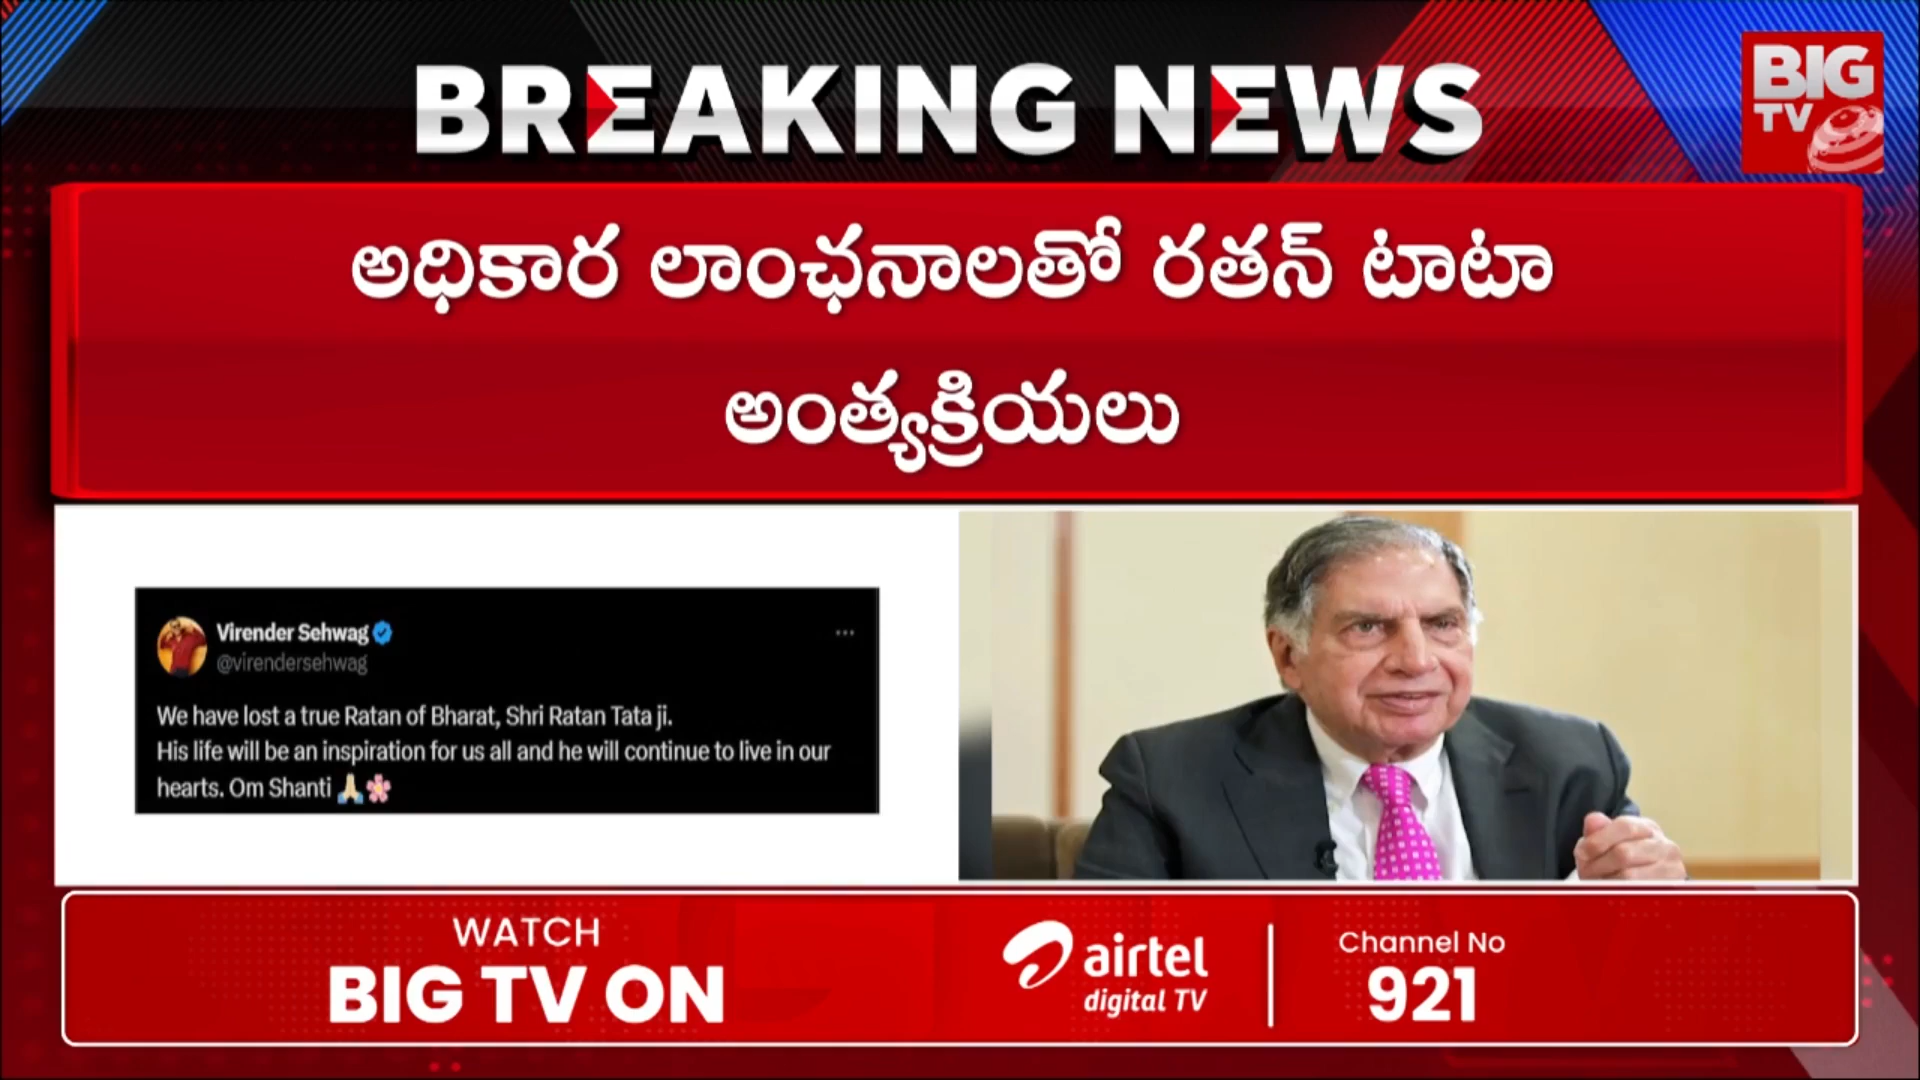 BREAKING NEWS
BIG
TV
అధికార లాంఛనాలతో రతన్ టాటా
అంత్యక్రియలు
Virender Sehwag
@virendersehwag
We have lost a true Ratan of Bharat, Shri Ratan Tata ji.
His life will be an inspiration for us all and he will continue to live in our
hearts. Om Shanti 🙏🏼🌸
WATCH
BIG TV ON
airtel
digital TV
Channel No
921